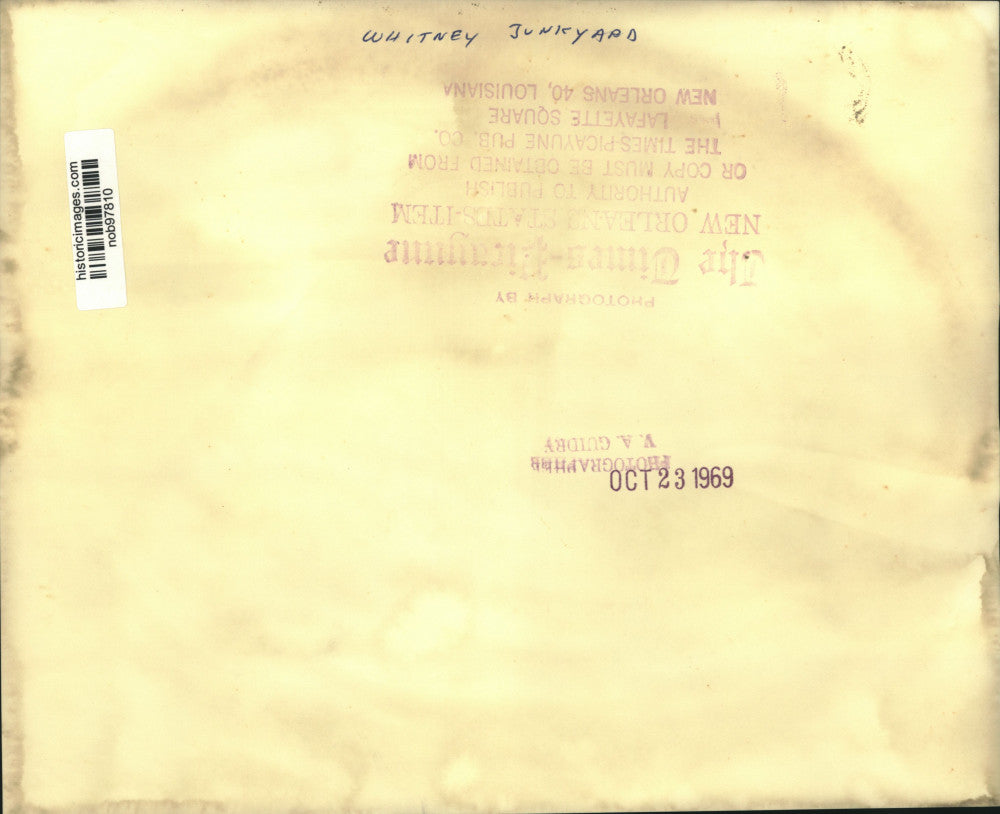 WHITNEY JUNKYARD
historicimages.com
nob97810
PHOTOGRAPH BY
The Times-Picayune
NEW ORLEANS STATES-ITEM
AUTHORITY TO PUBLISH
OR COPY MUST BE OBTAINED FROM
THE TIMES-PICAYUNE PUB. CO.
LAFAYETTE SQUARE
NEW ORLEANS 40, LOUISIANA
PHOTOGRAPHER
V. A. GUIDRY
OCT 23 1969